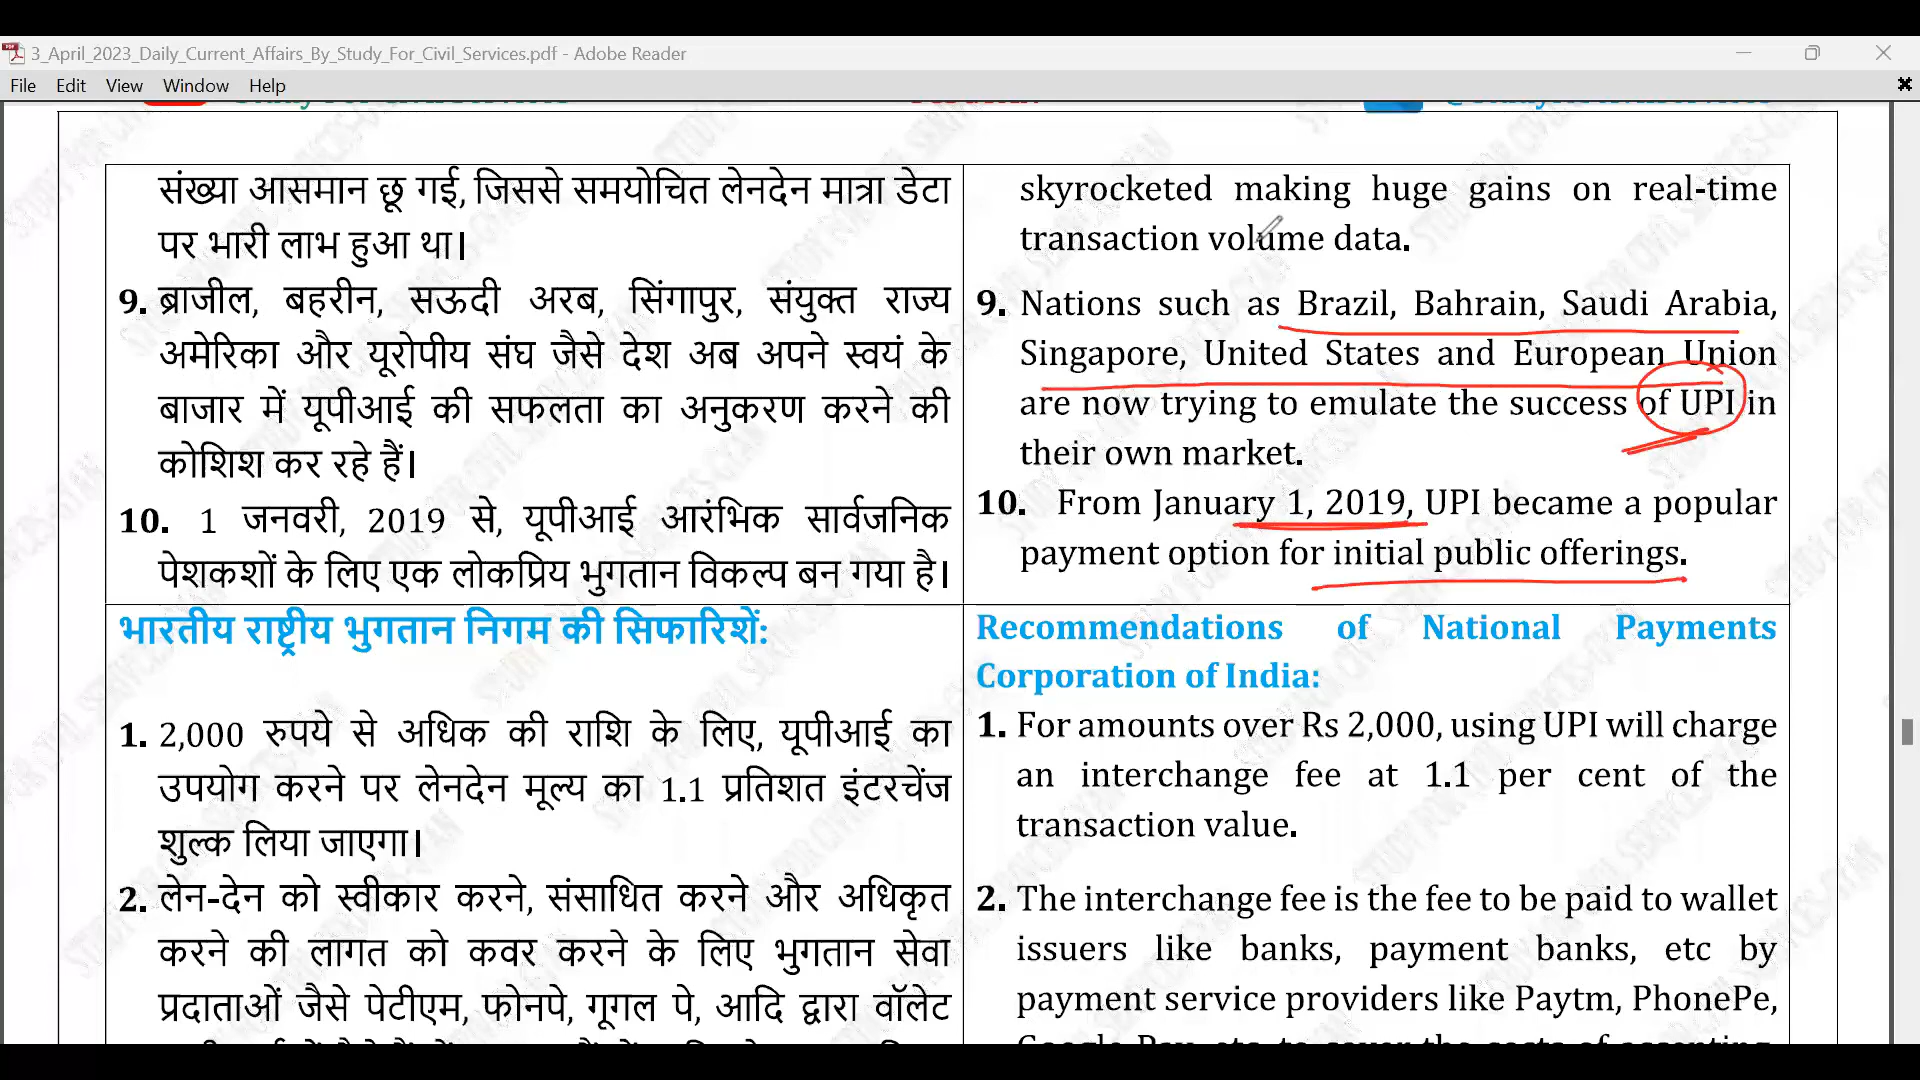 3_April_2023_Daily_Current_Affairs_By_Study_For_Civil_Services.pdf - Adobe Reader
File Edit View Window Help
संख्या आसमान छू गई, जिससे समयोचित लेनदेन मात्रा डेटा
पर भारी लाभ हुआ था।
9. ब्राजील, बहरीन, सऊदी अरब, सिंगापुर, संयुक्त राज्य
अमेरिका और यूरोपीय संघ जैसे देश अब अपने स्वयं के
बाजार में यूपीआई की सफलता का अनुकरण करने की
कोशिश कर रहे हैं।
10. 1 जनवरी, 2019 से, यूपीआई आरंभिक सार्वजनिक
पेशकशों के लिए एक लोकप्रिय भुगतान विकल्प बन गया है।
skyrocketed making huge gains on real-time
transaction volume data.
9. Nations such as Brazil, Bahrain, Saudi Arabia,
Singapore, United States and European Union
are now trying to emulate the success of UPI in
their own market.
10. From January 1, 2019, UPI became a popular
payment option for initial public offerings.
भारतीय राष्ट्रीय भुगतान निगम की सिफारिशें:
1. 2,000 रुपये से अधिक की राशि के लिए, यूपीआई का
उपयोग करने पर लेनदेन मूल्य का 1.1 प्रतिशत इंटरचेंज
शुल्क लिया जाएगा।
2. लेन-देन को स्वीकार करने, संसाधित करने और अधिकृत
करने की लागत को कवर करने के लिए भुगतान सेवा
प्रदाताओं जैसे पेटीएम, फोनपे, गूगल पे, आदि द्वारा वॉलेट
Recommendations of National Payments
Corporation of India:
1. For amounts over Rs 2,000, using UPI will charge
an interchange fee at 1.1 per cent of the
transaction value.
2. The interchange fee is the fee to be paid to wallet
issuers like banks, payment banks, etc by
payment service providers like Paytm, PhonePe,
Google Pay, etc. to cover the costs of accepting,